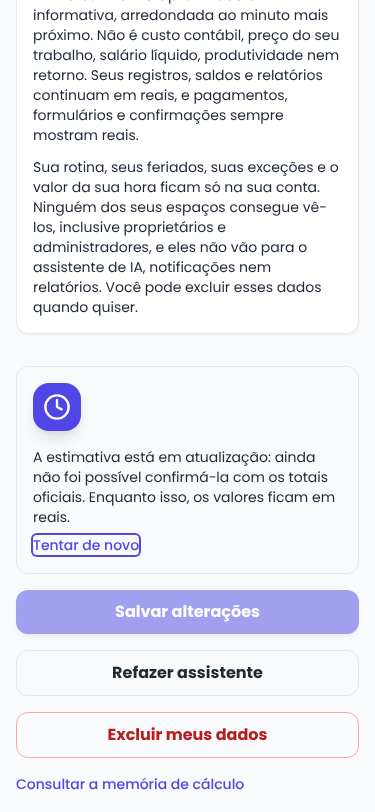 informativa, arredondada ao minuto mais
próximo. Não é custo contábil, preço do seu
trabalho, salário líquido, produtividade nem
retorno. Seus registros, saldos e relatórios
continuam em reais, e pagamentos,
formulários e confirmações sempre
mostram reais.
Sua rotina, seus feriados, suas exceções e o
valor da sua hora ficam só na sua conta.
Ninguém dos seus espaços consegue vê-
los, inclusive proprietários e
administradores, e eles não vão para o
assistente de IA, notificações nem
relatórios. Você pode excluir esses dados
quando quiser.
A estimativa está em atualização: ainda
não foi possível confirmá-la com os totais
oficiais. Enquanto isso, os valores ficam em
reais.
Tentar de novo
Salvar alterações
Refazer assistente
Excluir meus dados
Consultar a memória de cálculo